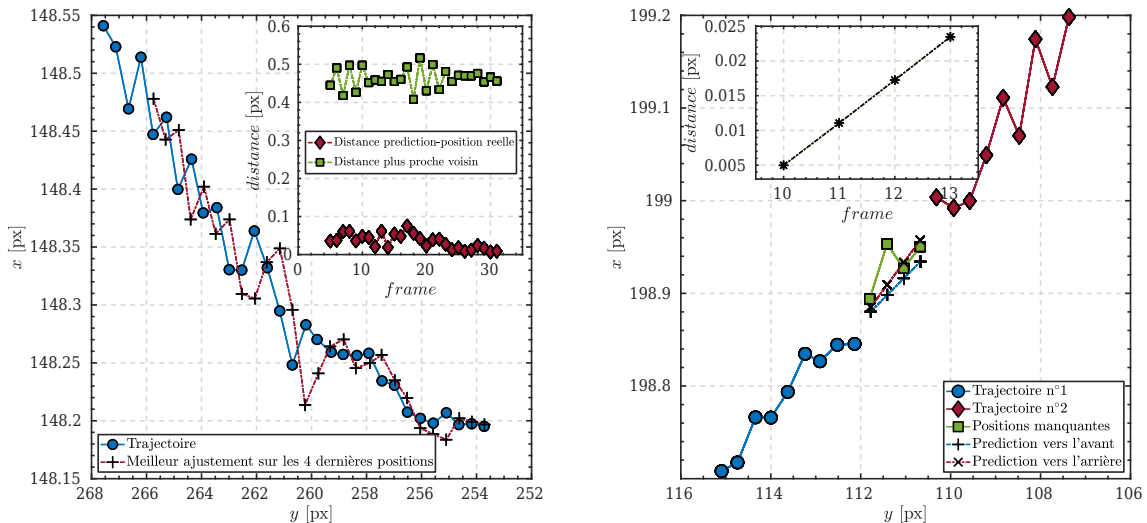 148.55
148.5
148.45
148.4
148.35
148.3
148.25
148.2
148.15
x [px]
268
266
264
262
260
258
256
254
252
y [px]
Trajectoire
Meilleur ajustement sur les 4 dernières positions
0.6
0.5
0.4
0.3
0.2
0.1
0
distance [px]
0
10
20
30
frame
Distance prediction-position reelle
Distance plus proche voisin
199.2
199.1
199
198.9
198.8
x [px]
116
114
112
110
108
106
y [px]
0.025
0.02
0.015
0.01
0.005
distance [px]
10
11
12
13
frame
Trajectoire n°1
Trajectoire n°2
Positions manquantes
Prediction vers l'avant
Prediction vers l'arrière